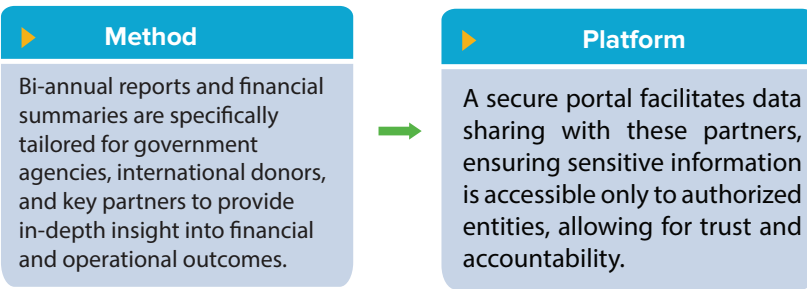 Method
Bi-annual reports and financial
summaries are specifically
tailored for government
agencies, international donors,
and key partners to provide
in-depth insight into financial
and operational outcomes.
Platform
A secure portal facilitates data
sharing with these partners,
ensuring sensitive information
is accessible only to authorized
entities, allowing for trust and
accountability.